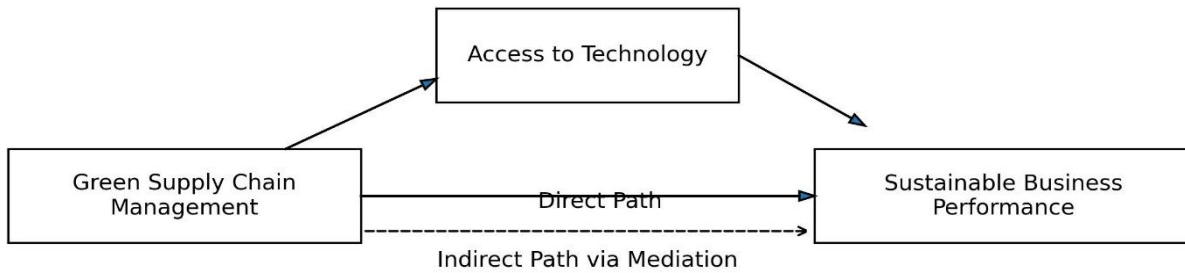 Access to Technology
Green Supply Chain
Management
Sustainable Business
Performance
Direct Path
Indirect Path via Mediation